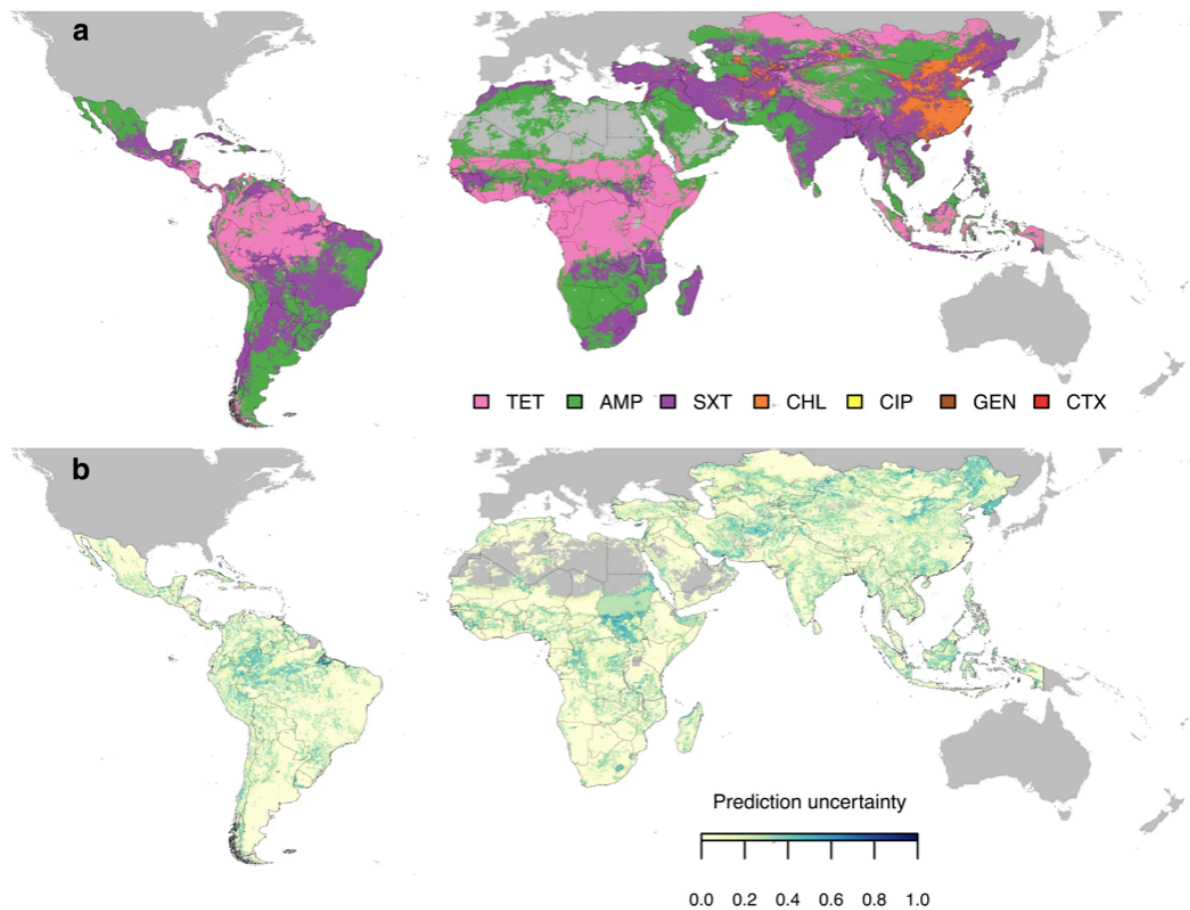 a
TET AMP SXT CHL CIP GEN CTX
b
Prediction uncertainty
0.0 0.2 0.4 0.6 0.8 1.0